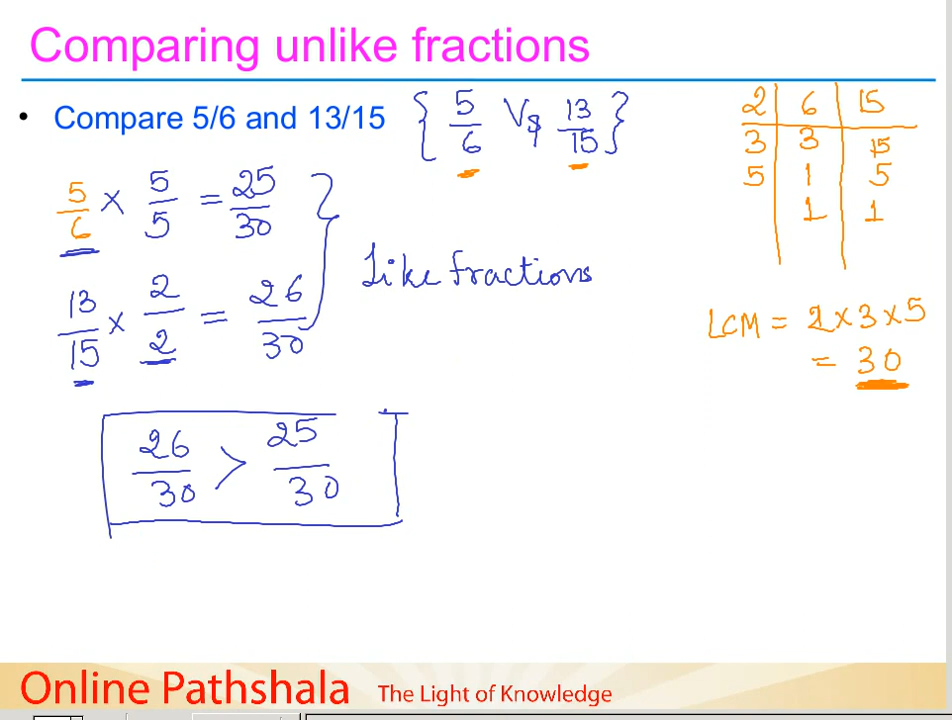 Comparing unlike fractions
• Compare 5/6 and 13/15 { 5/6 Vs 13/15 }
5/6 × 5/5 = 25/30
13/15 × 2/2 = 26/30
} Like fractions
26/30 > 25/30
2 | 6 | 15
3 | 3 | 15
5 | 1 | 5
1 | 1
LCM = 2 × 3 × 5
= 30
Online Pathshala The Light of Knowledge